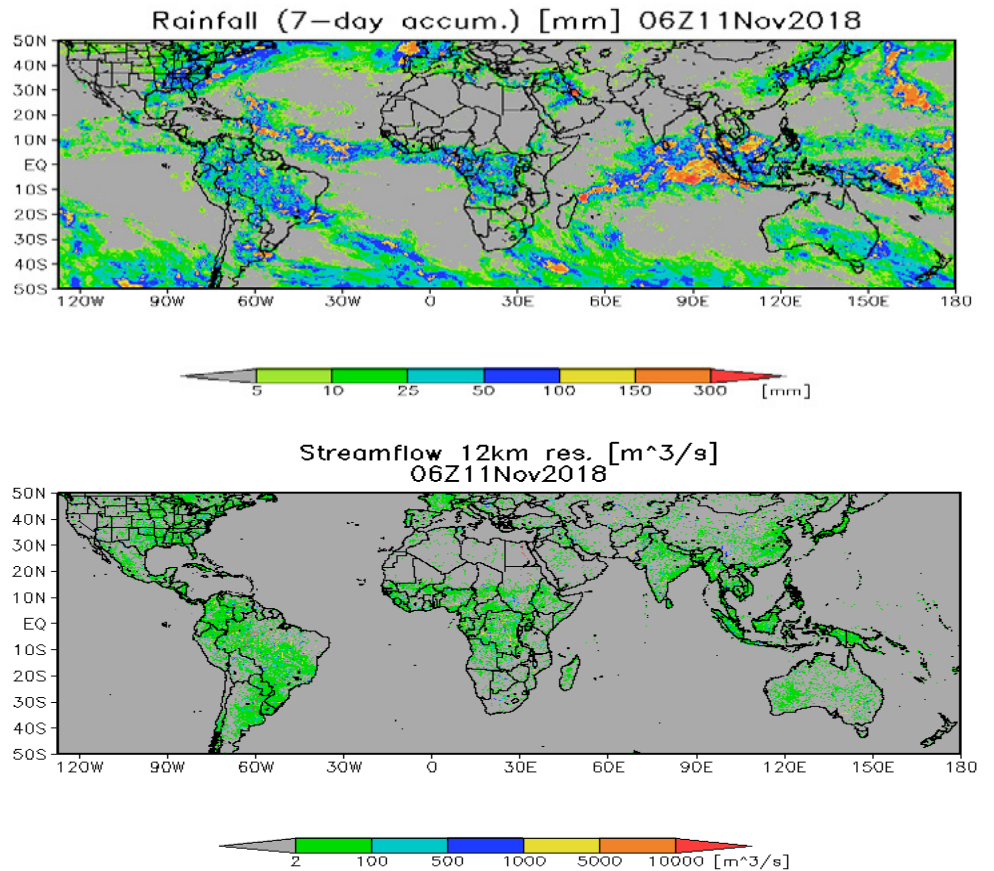 Rainfall (7-day accum.) [mm] 06Z11Nov2018
50N
40N
30N
20N
10N
EQ
10S
20S
30S
40S
50S
120W 90W 60W 30W 0 30E 60E 90E 120E 150E 180
5 10 25 50 100 150 300 [mm]
Streamflow 12km res. [m^3/s]
06Z11Nov2018
50N
40N
30N
20N
10N
EQ
10S
20S
30S
40S
50S
120W 90W 60W 30W 0 30E 60E 90E 120E 150E 180
2 100 500 1000 5000 10000 [m^3/s]